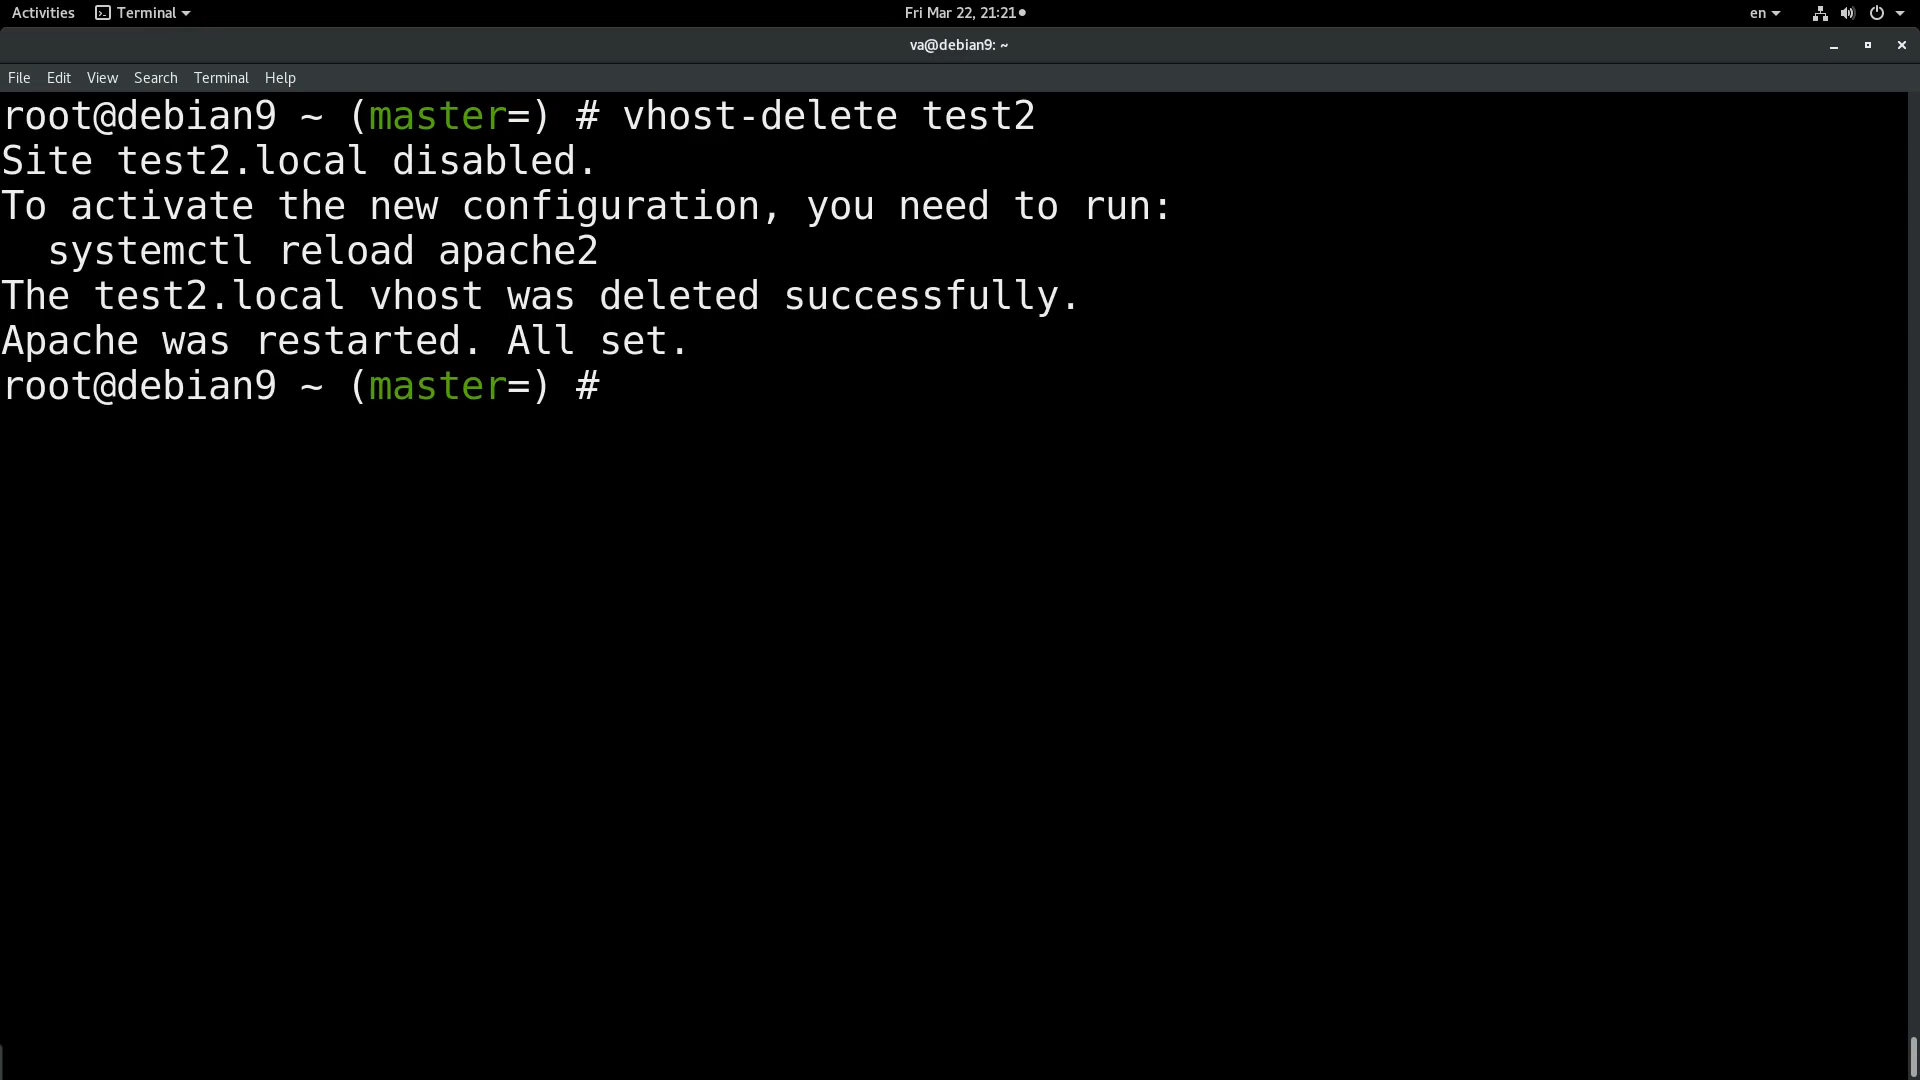 Activities Terminal Fri Mar 22, 21:21 en
va@debian9: ~
File Edit View Search Terminal Help
root@debian9 ~ (master=) # vhost-delete test2
Site test2.local disabled.
To activate the new configuration, you need to run:
  systemctl reload apache2
The test2.local vhost was deleted successfully.
Apache was restarted. All set.
root@debian9 ~ (master=) #